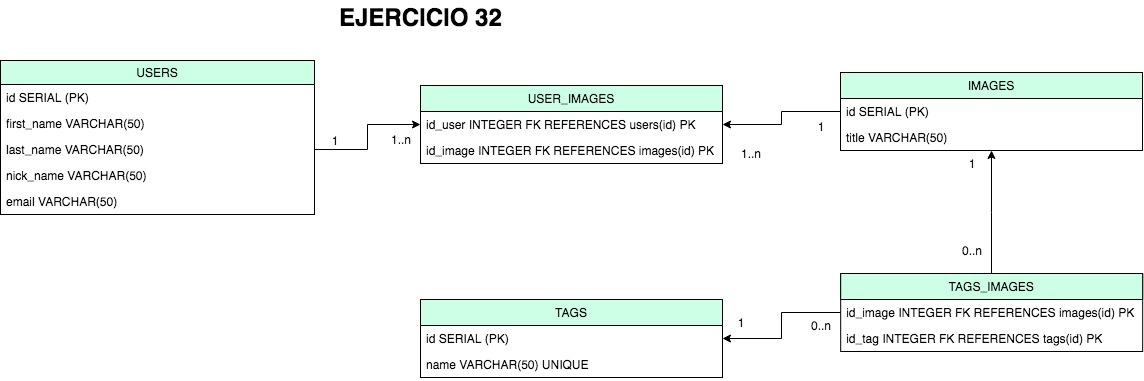 EJERCICIO 32
USERS
id SERIAL (PK)
first_name VARCHAR(50)
last_name VARCHAR(50)
nick_name VARCHAR(50)
email VARCHAR(50)
1
1..n
USER_IMAGES
id_user INTEGER FK REFERENCES users(id) PK
id_image INTEGER FK REFERENCES images(id) PK
1
1..n
IMAGES
id SERIAL (PK)
title VARCHAR(50)
1
0..n
TAGS_IMAGES
id_image INTEGER FK REFERENCES images(id) PK
id_tag INTEGER FK REFERENCES tags(id) PK
1
0..n
TAGS
id SERIAL (PK)
name VARCHAR(50) UNIQUE